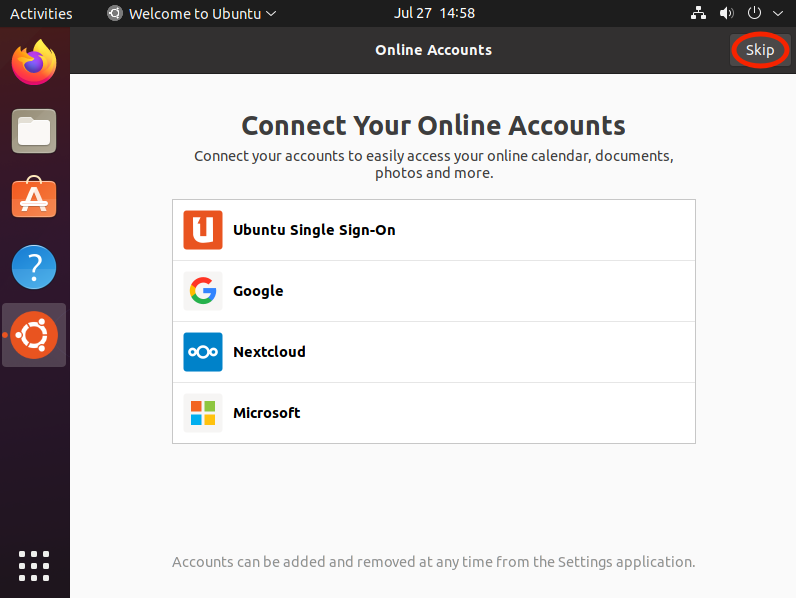 Activities Welcome to Ubuntu Jul 27 14:58
Online Accounts Skip
Connect Your Online Accounts
Connect your accounts to easily access your online calendar, documents,
photos and more.
Ubuntu Single Sign-On
Google
Nextcloud
Microsoft
Accounts can be added and removed at any time from the Settings application.